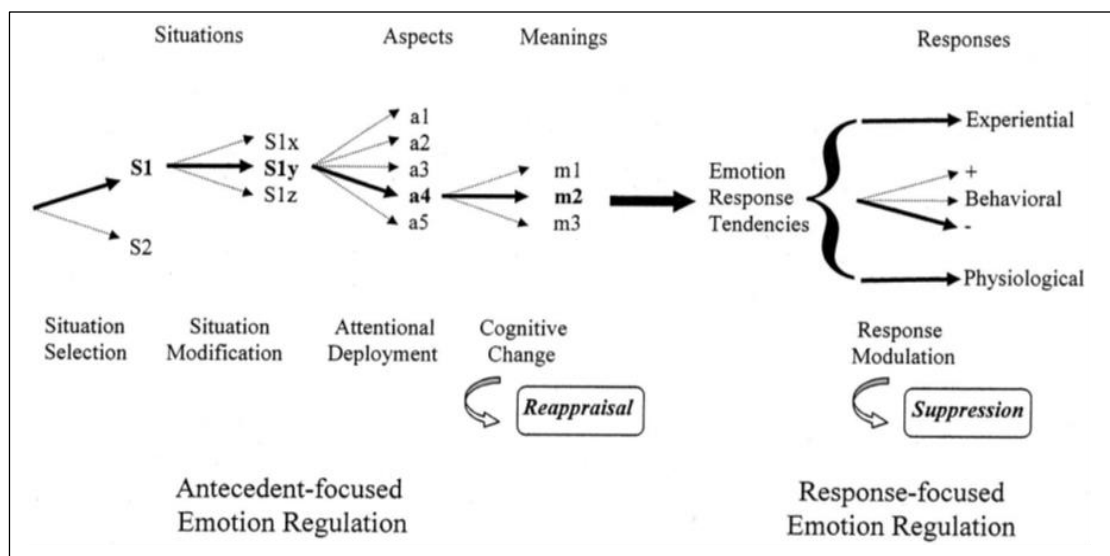 Situations
Aspects
Meanings
Responses
S1
S2
S1x
S1y
S1z
a1
a2
a3
a4
a5
m1
m2
m3
Emotion
Response
Tendencies
Experiential
+
Behavioral
-
Physiological
Situation
Selection
Situation
Modification
Attentional
Deployment
Cognitive
Change
Reappraisal
Response
Modulation
Suppression
Antecedent-focused
Emotion Regulation
Response-focused
Emotion Regulation